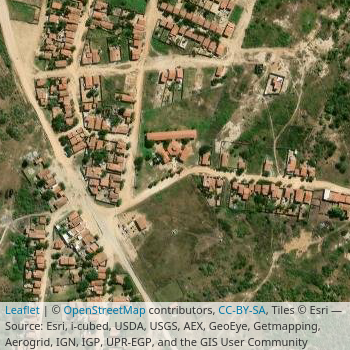 Leaflet | © OpenStreetMap contributors, CC-BY-SA, Tiles © Esri —
Source: Esri, i-cubed, USDA, USGS, AEX, GeoEye, Getmapping,
Aerogrid, IGN, IGP, UPR-EGP, and the GIS User Community